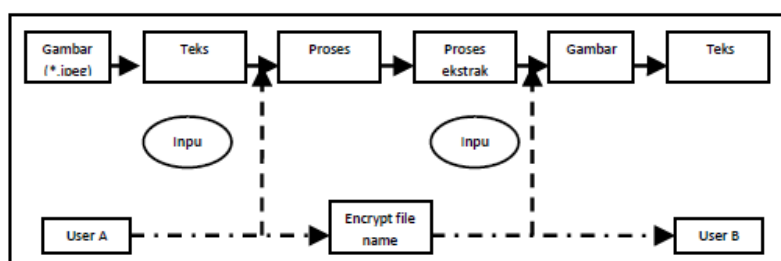 Gambar
(*.jpeg)
Teks
Proses
Proses
ekstrak
Gambar
Teks
Inpu
Inpu
User A
Encrypt file
name
User B